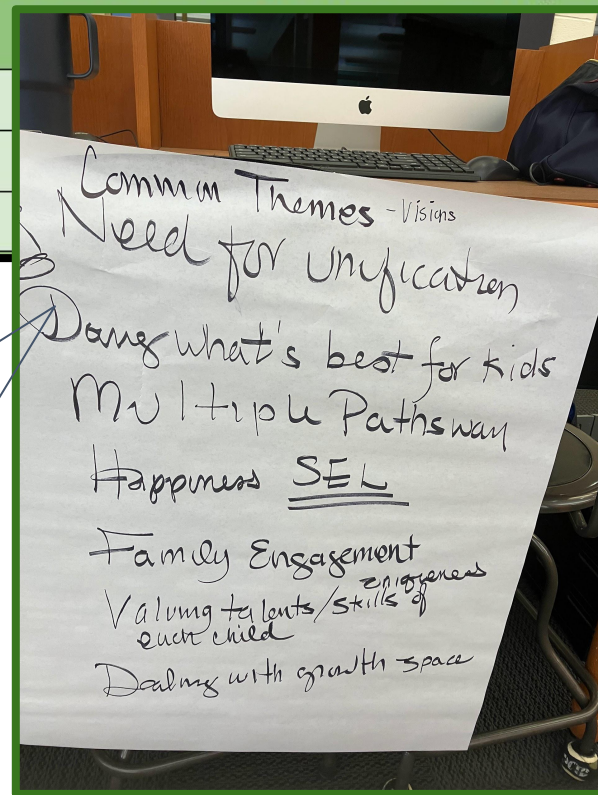 Common Themes - Visions
Need for unification
Doing what's best for kids
Multiple Pathsway
Happiness SEL
Family Engagement
uniqueness
Valuing talents/skills of
each child
Dealing with growth space